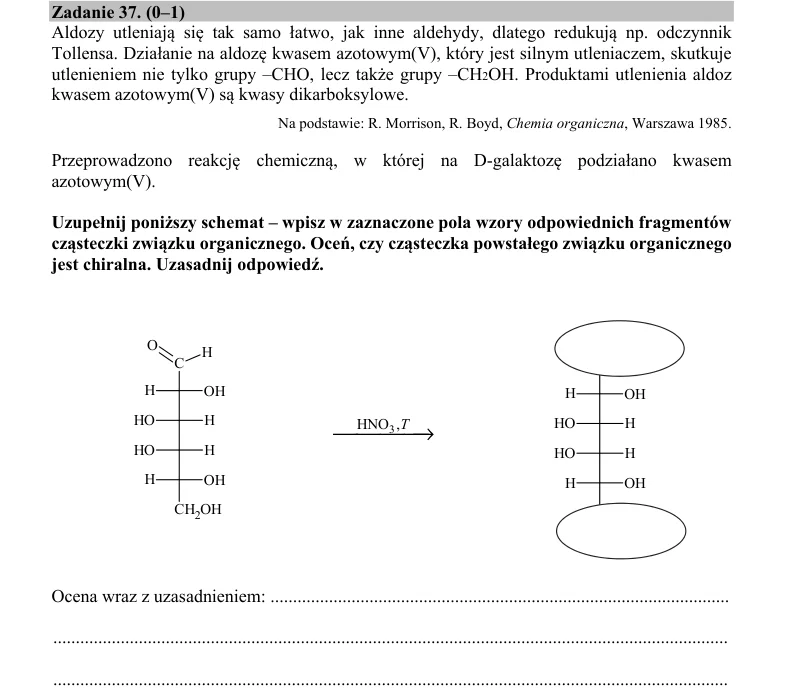 Zadanie 37. (0–1)
Aldozy utleniają się tak samo łatwo, jak inne aldehydy, dlatego redukują np. odczynnik
Tollensa. Działanie na aldozę kwasem azotowym(V), który jest silnym utleniaczem, skutkuje
utlenieniem nie tylko grupy –CHO, lecz także grupy –CH2OH. Produktami utlenienia aldoz
kwasem azotowym(V) są kwasy dikarboksylowe.
Na podstawie: R. Morrison, R. Boyd, Chemia organiczna, Warszawa 1985.
Przeprowadzono reakcję chemiczną, w której na D-galaktozę podziałano kwasem
azotowym(V).
Uzupełnij poniższy schemat – wpisz w zaznaczone pola wzory odpowiednich fragmentów
cząsteczki związku organicznego. Oceń, czy cząsteczka powstałego związku organicznego
jest chiralna. Uzasadnij odpowiedź.
O H
C
H OH
HO H
HO H
H OH
CH2OH
HNO3,T
H OH
HO H
HO H
H OH
Ocena wraz z uzasadnieniem: ........................................................................................................
.........................................................................................................................................................
.........................................................................................................................................................